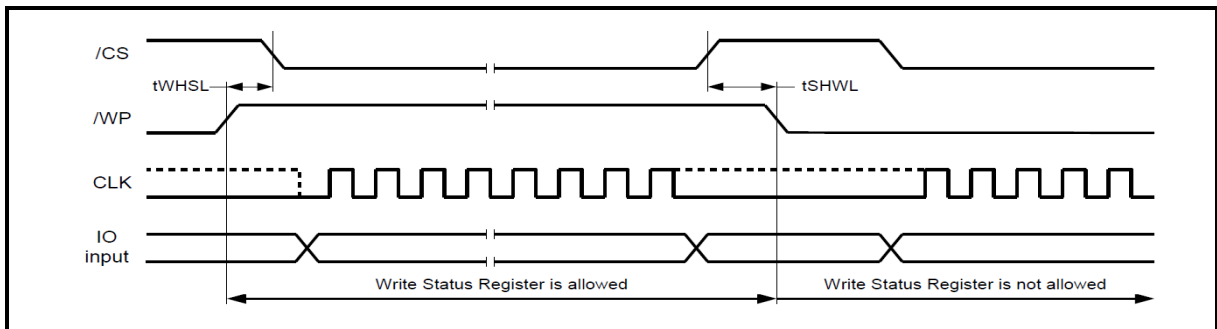 /CS
tWHSL
tSHWL
/WP
CLK
IO
input
Write Status Register is allowed
Write Status Register is not allowed